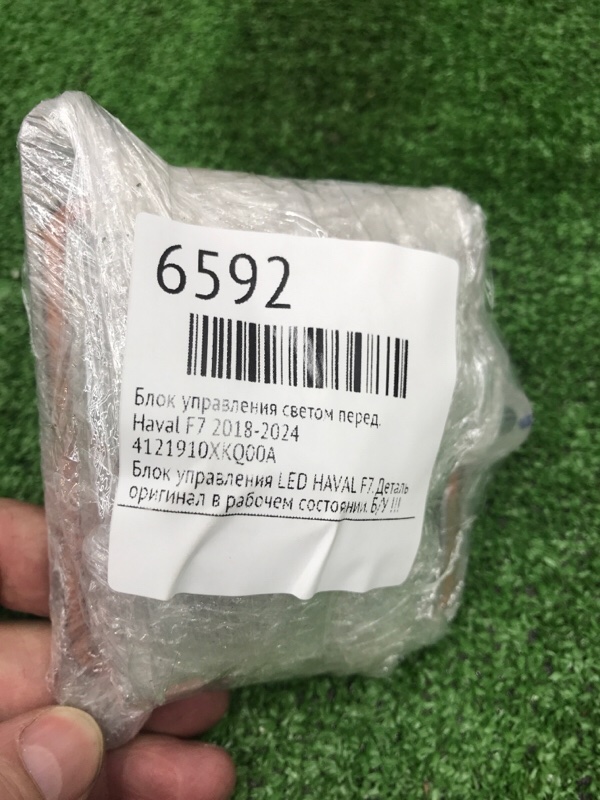 6592
Блок управления светом перед.
Haval F7 2018-2024
4121910XKQ00A
Блок управления LED HAVAL F7. Деталь
оригинал в рабочем состоянии. Б/У !!!